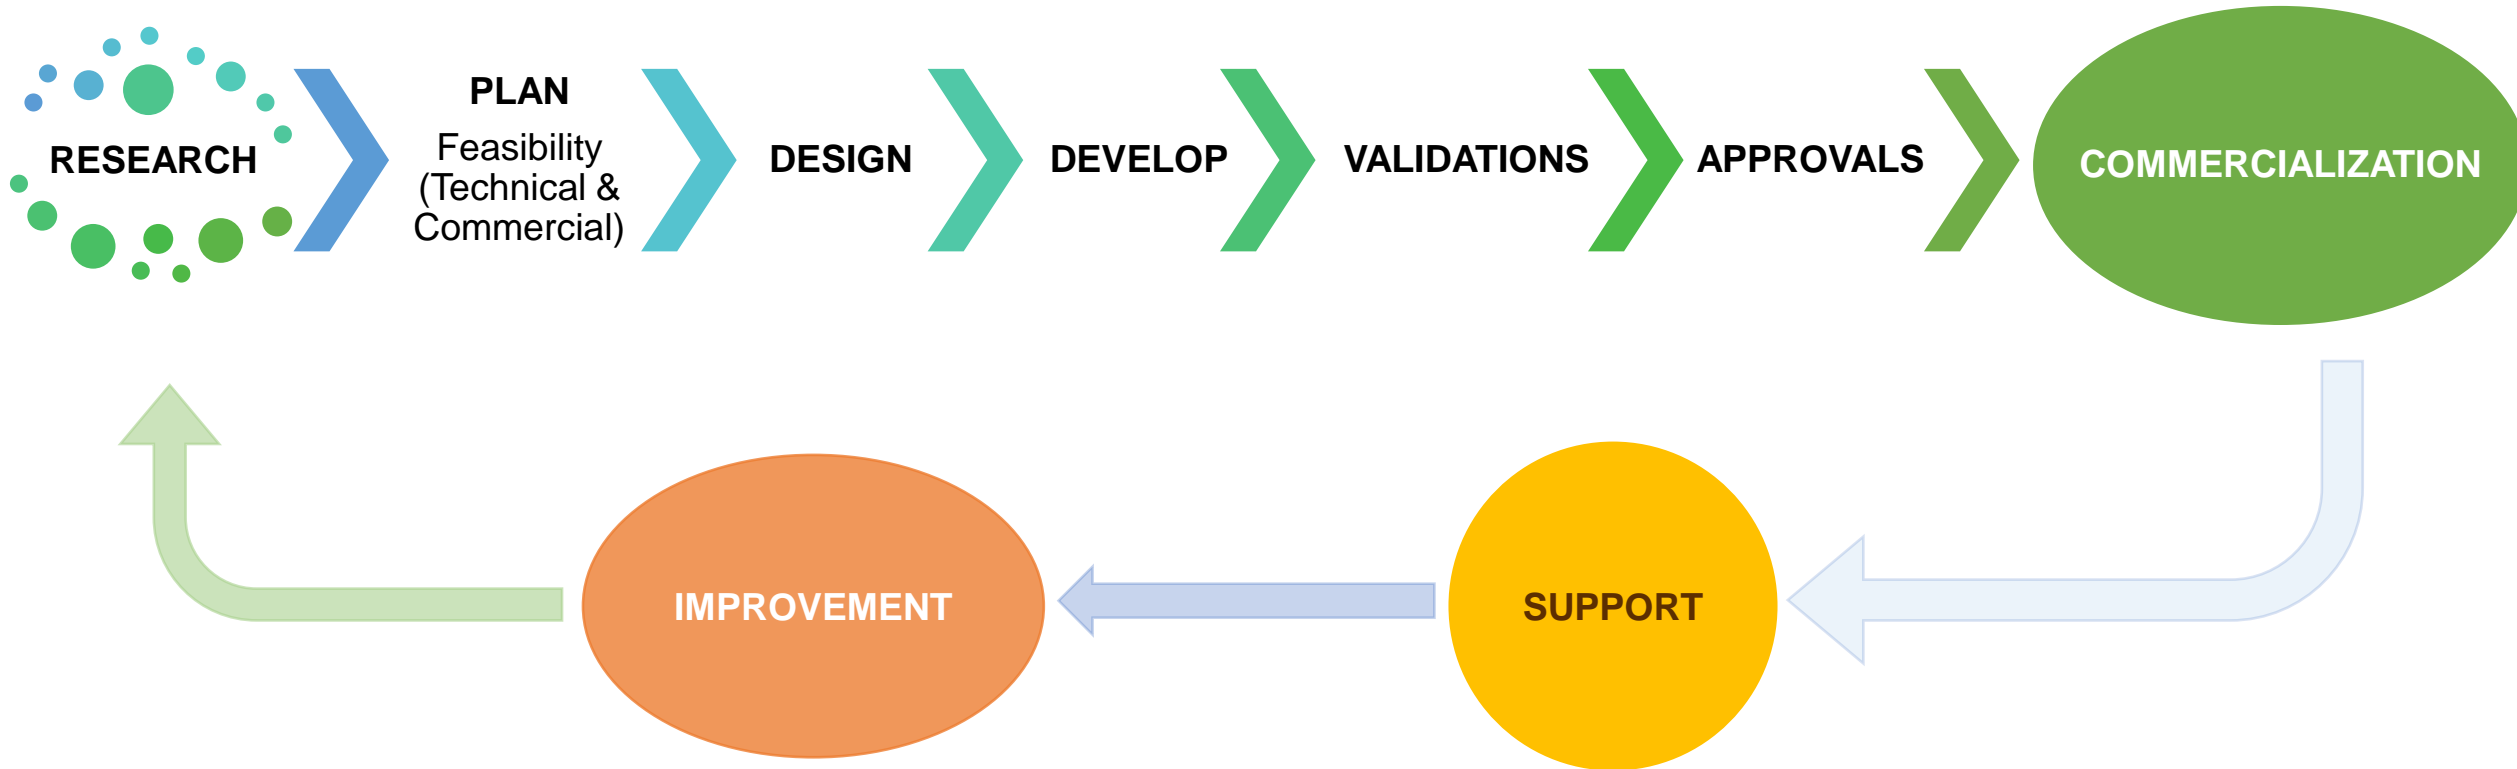 RESEARCH
PLAN
Feasibility
(Technical &
Commercial)
DESIGN
DEVELOP
VALIDATIONS
APPROVALS
COMMERCIALIZATION
SUPPORT
IMPROVEMENT